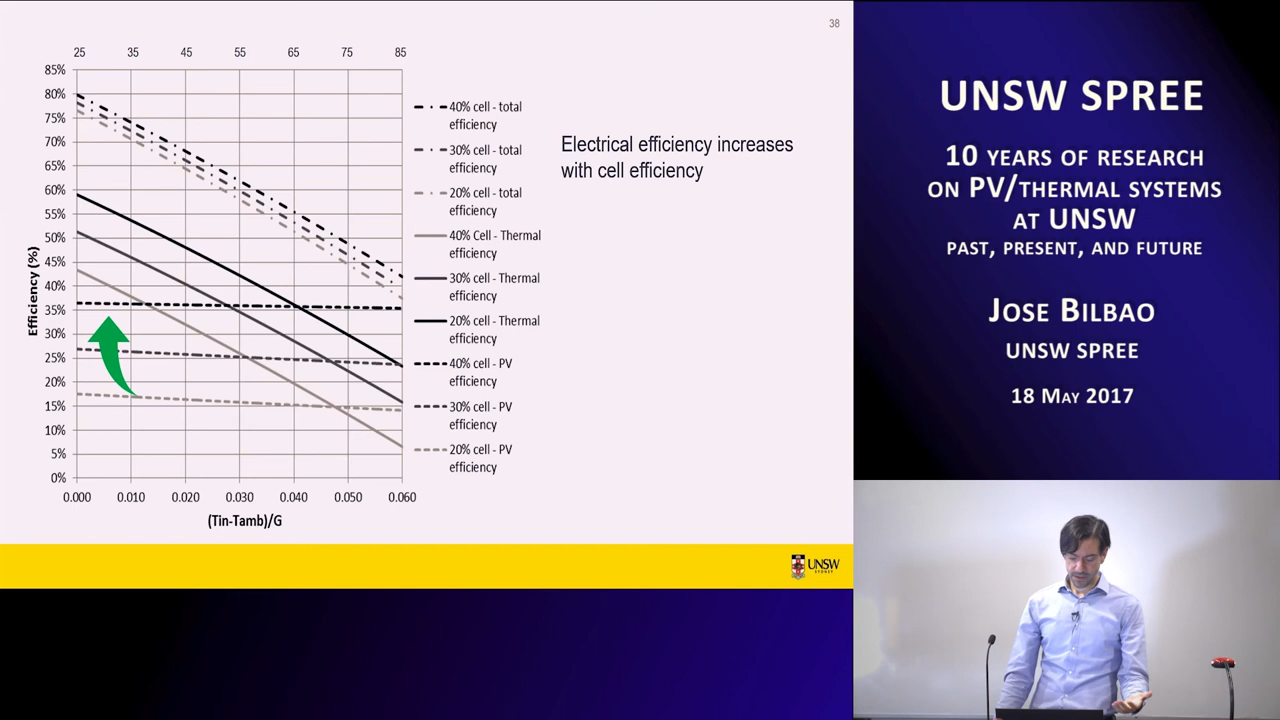 38
25 35 45 55 65 75 85
85%
80%
75%
70%
65%
60%
55%
50%
45%
40%
35%
30%
25%
20%
15%
10%
5%
0%
Efficiency (%)
0.000 0.010 0.020 0.030 0.040 0.050 0.060
(Tin-Tamb)/G
40% cell - total
efficiency
30% cell - total
efficiency
20% cell - total
efficiency
40% Cell - Thermal
efficiency
30% cell - Thermal
efficiency
20% cell - Thermal
efficiency
40% cell - PV
efficiency
30% cell - PV
efficiency
20% cell - PV
efficiency
Electrical efficiency increases
with cell efficiency
UNSW
SYDNEY
UNSW SPREE
10 YEARS OF RESEARCH
ON PV/THERMAL SYSTEMS
AT UNSW
PAST, PRESENT, AND FUTURE
JOSE BILBAO
UNSW SPREE
18 MAY 2017